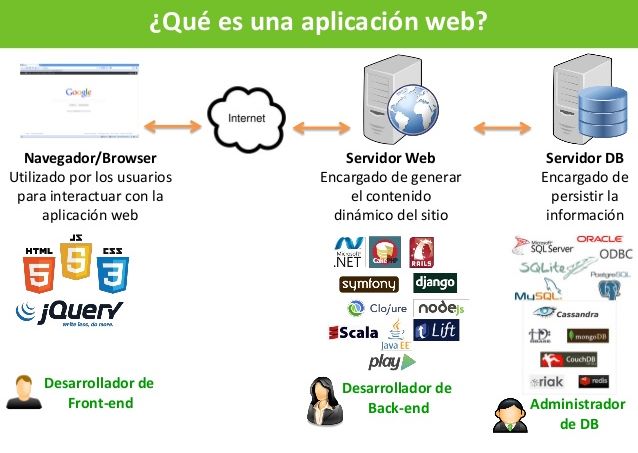 ¿Qué es una aplicación web?
Google
Internet
Navegador/Browser
Utilizado por los usuarios
para interactuar con la
aplicación web
Servidor Web
Encargado de generar
el contenido
dinámico del sitio
Servidor DB
Encargado de
persistir la
información
HTML
JS
CSS
5
5
3
jQuery
write less, do more.
Microsoft
.NET
CakePHP
RAILS
symfony
django
Clojure
nodejs
Scala
Java EE
Lift
play
Microsoft
SQL Server
ORACLE
ODBC
SQLite
PostgreSQL
MySQL
Cassandra
HBASE
mongoDB
CouchDB
riak
redis
Desarrollador de
Front-end
Desarrollador de
Back-end
Administrador
de DB